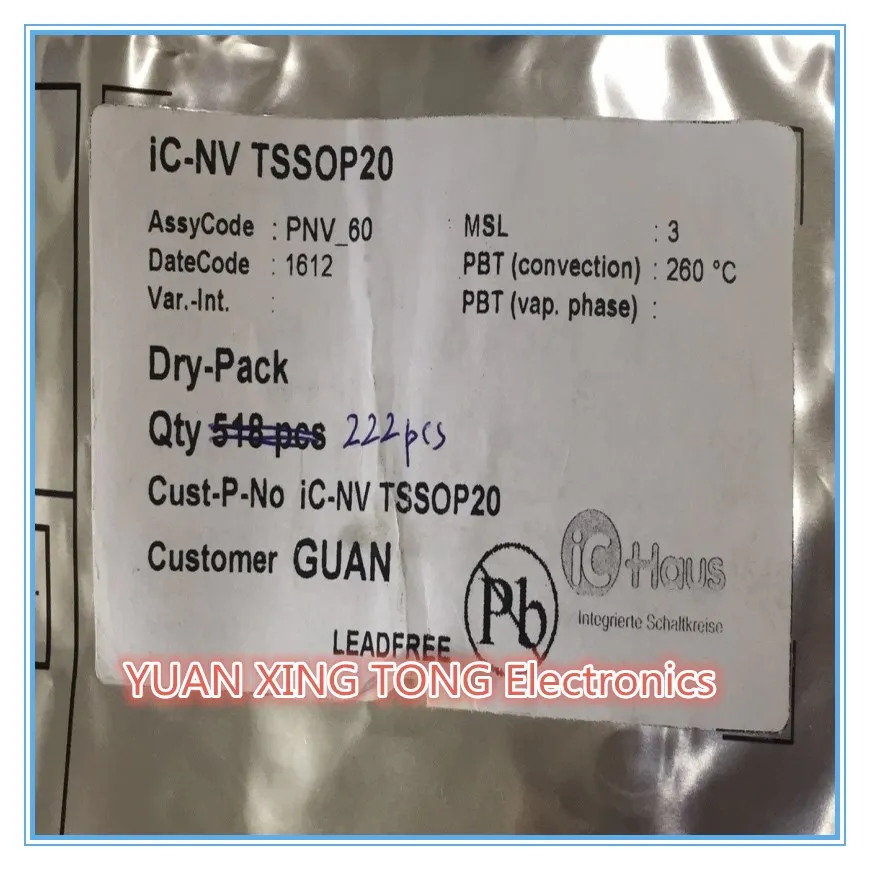 iC-NV TSSOP20
AssyCode : PNV_60
DateCode : 1612
Var.-Int. :
MSL : 3
PBT (convection) : 260 °C
PBT (vap. phase) :
Dry-Pack
Qty 518 pcs 222pcs
Cust-P-No iC-NV TSSOP20
Customer GUAN
LEADFREE
Pb
iC Haus
Integrierte Schaltkreise
YUAN XING TONG Electronics